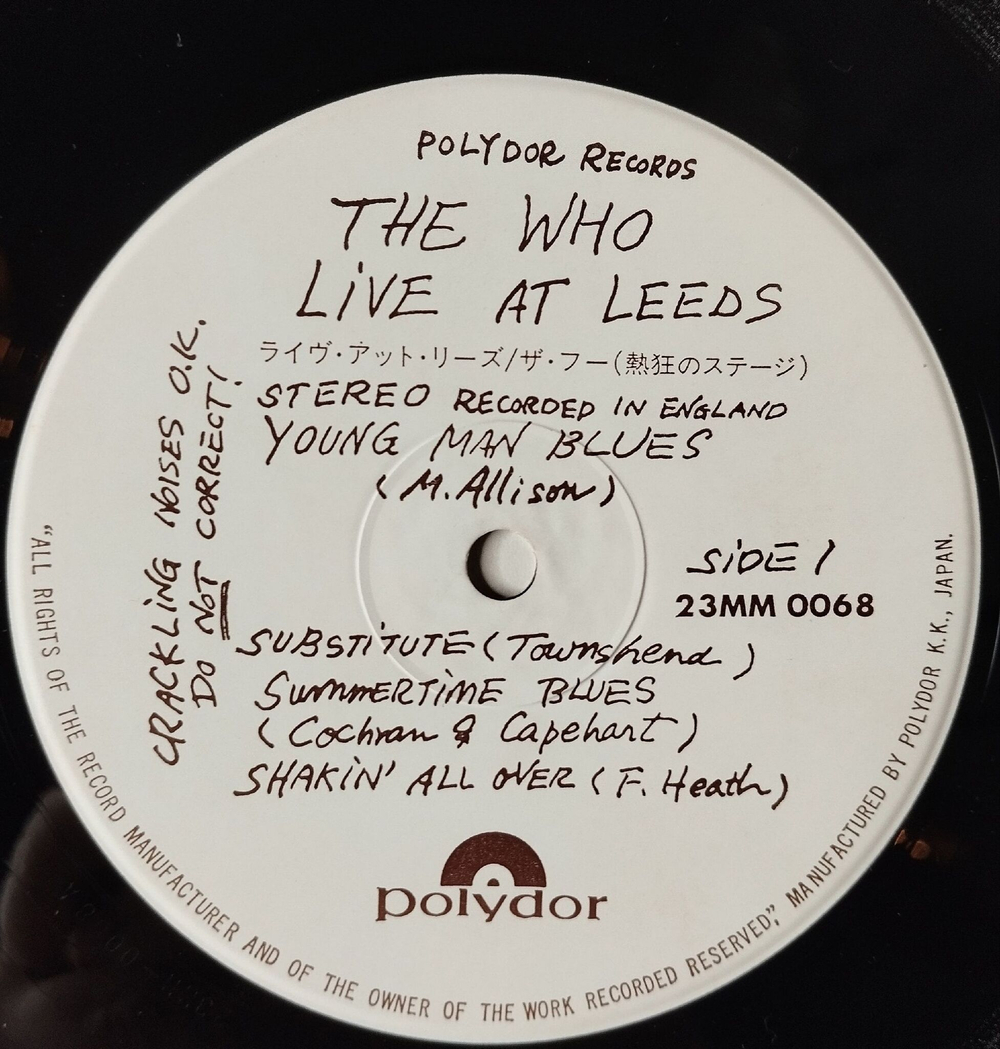 POLYDOR RECORDS
THE WHO
LiVE AT LEEDS
ライヴ・アット・リーズ/ザ・フー(熱狂のステージ)
STEREO RECORDED IN ENGLAND
YOUNG MAN BLUES
(M. Allison)
CRACKLING NOISES O.K.
DO NOT CORRECT!
SiDE 1
23MM 0068
SUBSTiTUTE (Townshend)
SUMMERTiME BLUES
(Cochran & Capehart)
SHAKiN' ALL OVER (F. Heath)
polydor
"ALL RIGHTS OF THE RECORD MANUFACTURER AND OF THE OWNER OF THE WORK RECORDED RESERVED," MANUFACTURED BY POLYDOR K.K., JAPAN.